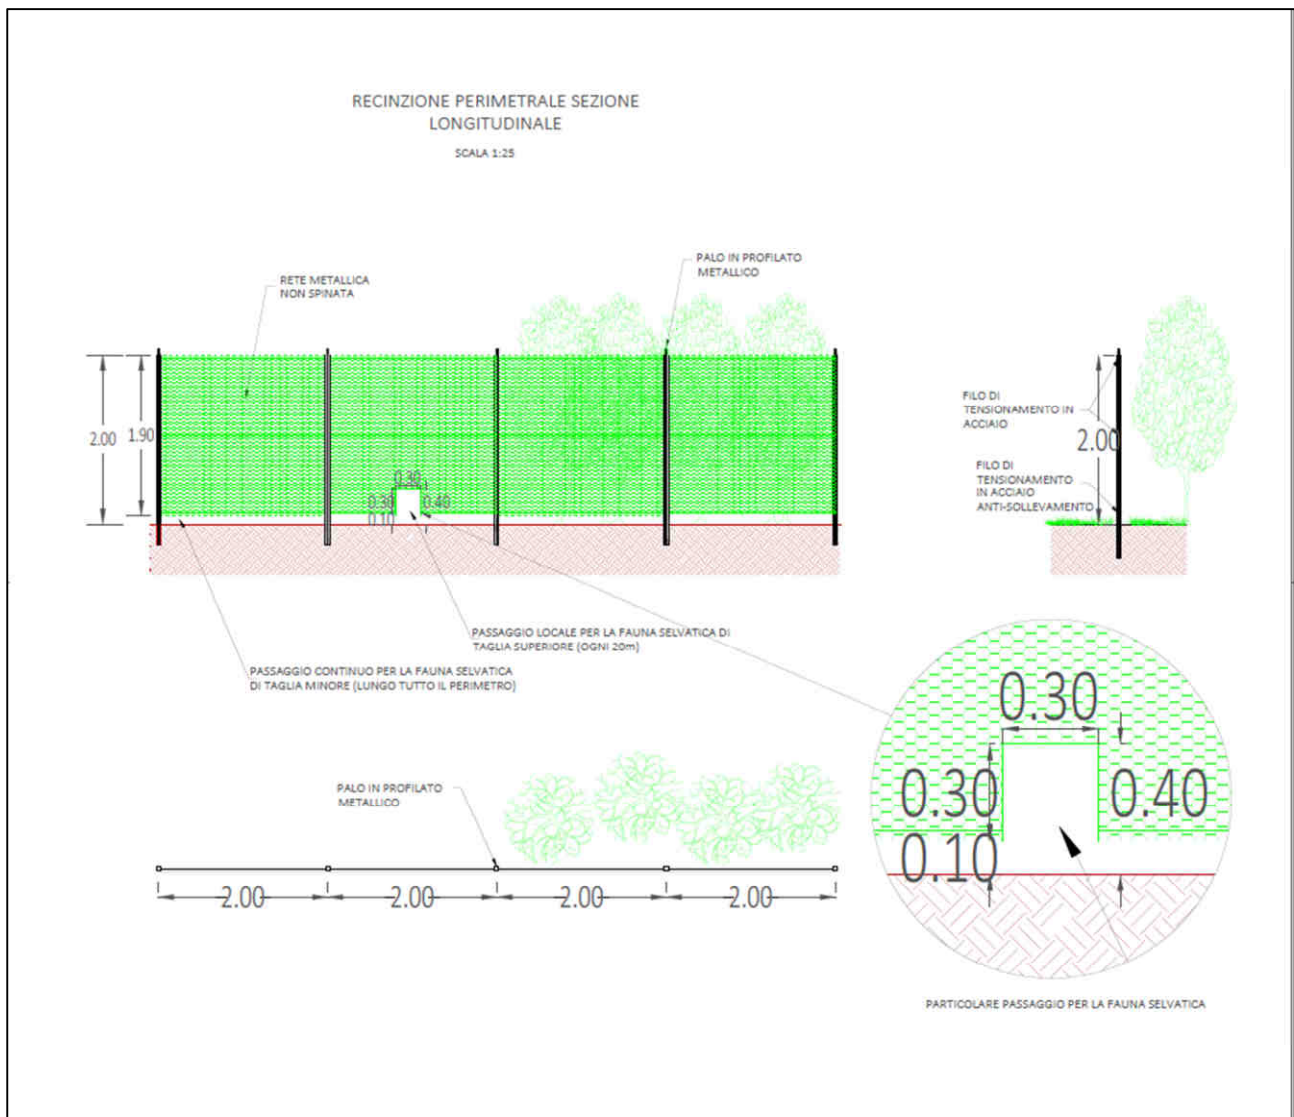 RECINZIONE PERIMETRALE SEZIONE
LONGITUDINALE
SCALA 1:25
RETE METALLICA
NON SPINATA
PALO IN PROFILATO
METALLICO
2.00
1.90
0.30
0.30
0.40
0.10
FILO DI
TENSIONAMENTO IN
ACCIAIO
2.00
FILO DI
TENSIONAMENTO
IN ACCIAIO
ANTI-SOLLEVAMENTO
PASSAGGIO LOCALE PER LA FAUNA SELVATICA DI
TAGLIA SUPERIORE (OGNI 20m)
PASSAGGIO CONTINUO PER LA FAUNA SELVATICA
DI TAGLIA MINORE (LUNGO TUTTO IL PERIMETRO)
PALO IN PROFILATO
METALLICO
2.00
2.00
2.00
2.00
0.30
0.30
0.40
0.10
PARTICOLARE PASSAGGIO PER LA FAUNA SELVATICA